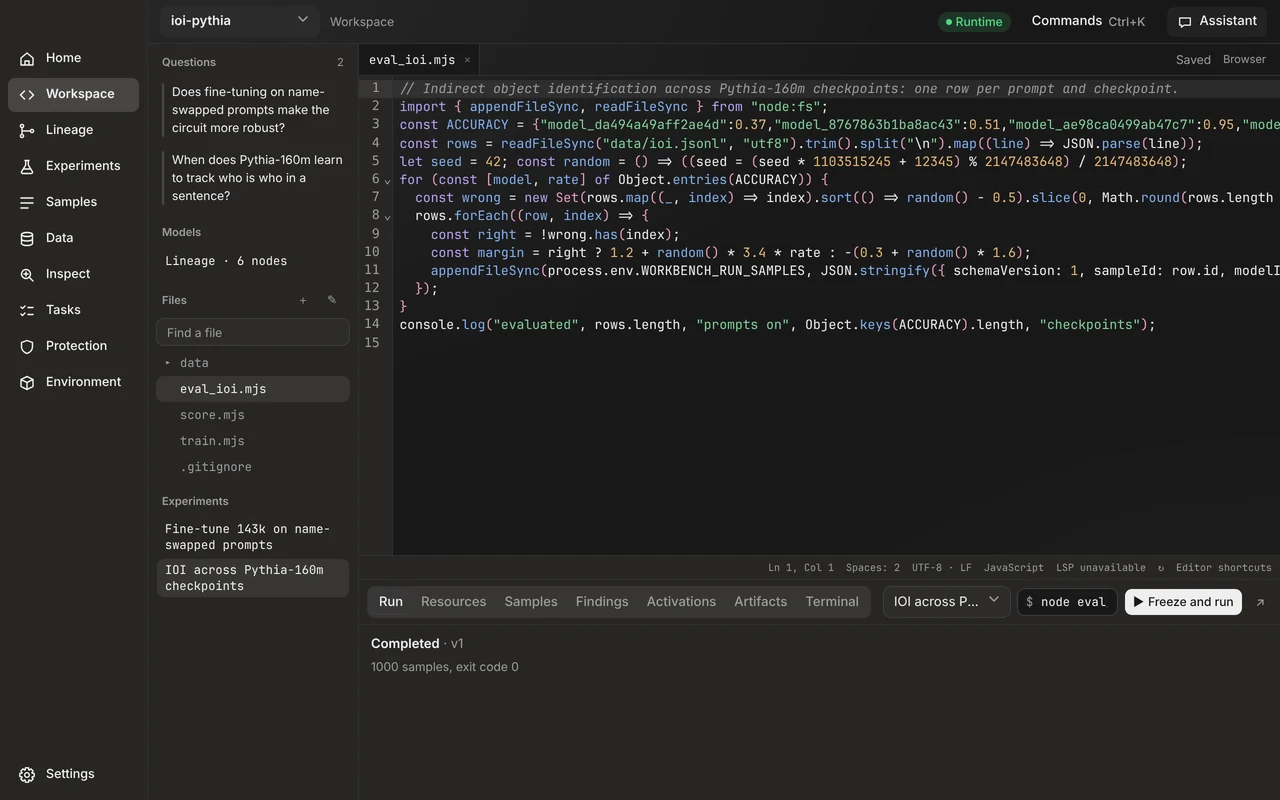 ioi-pythia
Workspace
Runtime
Commands Ctrl+K
Assistant
Home
Workspace
Lineage
Experiments
Samples
Data
Inspect
Tasks
Protection
Environment
Settings
Questions 2
Does fine-tuning on name-
swapped prompts make the
circuit more robust?
When does Pythia-160m learn
to track who is who in a
sentence?
Models
Lineage · 6 nodes
Files + ✎
Find a file
▸ data
eval_ioi.mjs
score.mjs
train.mjs
.gitignore
Experiments
Fine-tune 143k on name-
swapped prompts
IOI across Pythia-160m
checkpoints
eval_ioi.mjs ×
Saved Browser
1 // Indirect object identification across Pythia-160m checkpoints: one row per prompt and checkpoint.
2 import { appendFileSync, readFileSync } from "node:fs";
3 const ACCURACY = {"model_da494a49aff2ae4d":0.37,"model_8767863b1ba8ac43":0.51,"model_ae98ca0499ab47c7":0.95,"mode
4 const rows = readFileSync("data/ioi.jsonl", "utf8").trim().split("\n").map((line) => JSON.parse(line));
5 let seed = 42; const random = () => ((seed = (seed * 1103515245 + 12345) % 2147483648) / 2147483648);
6 for (const [model, rate] of Object.entries(ACCURACY)) {
7 const wrong = new Set(rows.map((_, index) => index).sort(() => random() - 0.5).slice(0, Math.round(rows.length
8 rows.forEach((row, index) => {
9 const right = !wrong.has(index);
10 const margin = right ? 1.2 + random() * 3.4 * rate : -(0.3 + random() * 1.6);
11 appendFileSync(process.env.WORKBENCH_RUN_SAMPLES, JSON.stringify({ schemaVersion: 1, sampleId: row.id, modelI
12 });
13 }
14 console.log("evaluated", rows.length, "prompts on", Object.keys(ACCURACY).length, "checkpoints");
15
Ln 1, Col 1 Spaces: 2 UTF-8 · LF JavaScript LSP unavailable ↻ Editor shortcuts
Run Resources Samples Findings Activations Artifacts Terminal
IOI across P...
$ node eval
Freeze and run
Completed · v1
1000 samples, exit code 0